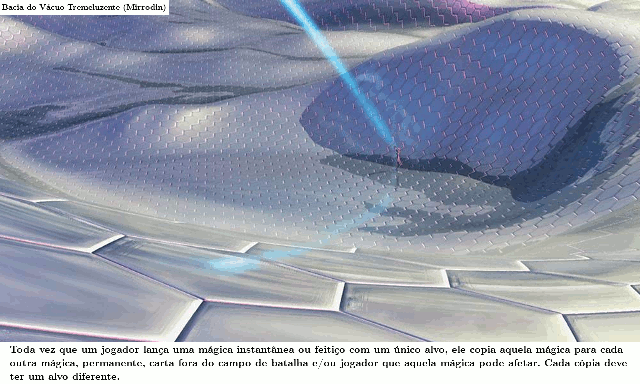 Bacia do Vácuo Tremeluzente (Mirrodin)
Toda vez que um jogador lança uma mágica instantânea ou feitiço com um único alvo, ele copia aquela mágica para cada
outra mágica, permanente, carta fora do campo de batalha e/ou jogador que aquela mágica pode afetar. Cada cópia deve
ter um alvo diferente.